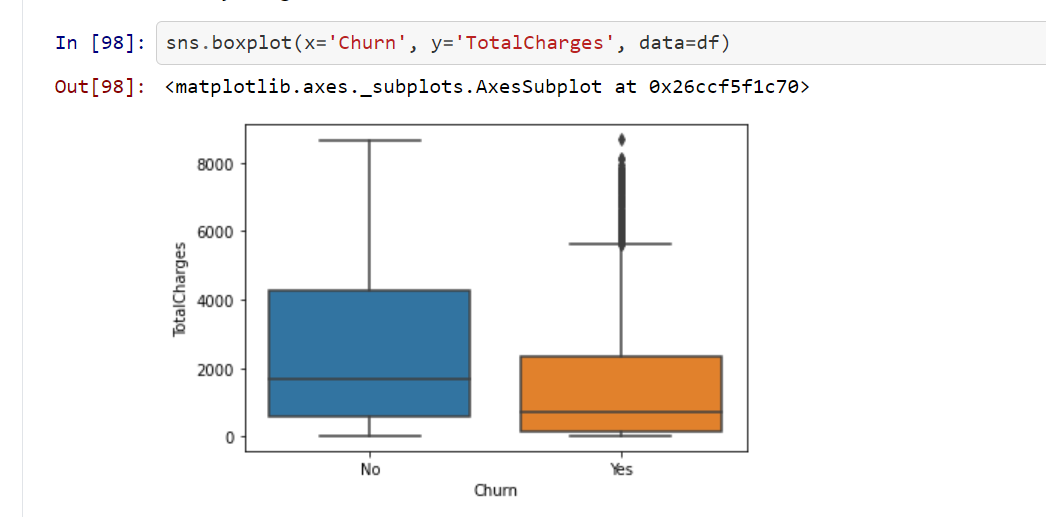 In [98]: sns.boxplot(x='Churn', y='TotalCharges', data=df)
Out[98]: <matplotlib.axes._subplots.AxesSubplot at 0x26ccf5f1c70>
8000
6000
4000
2000
0
TotalCharges
No Yes
Churn